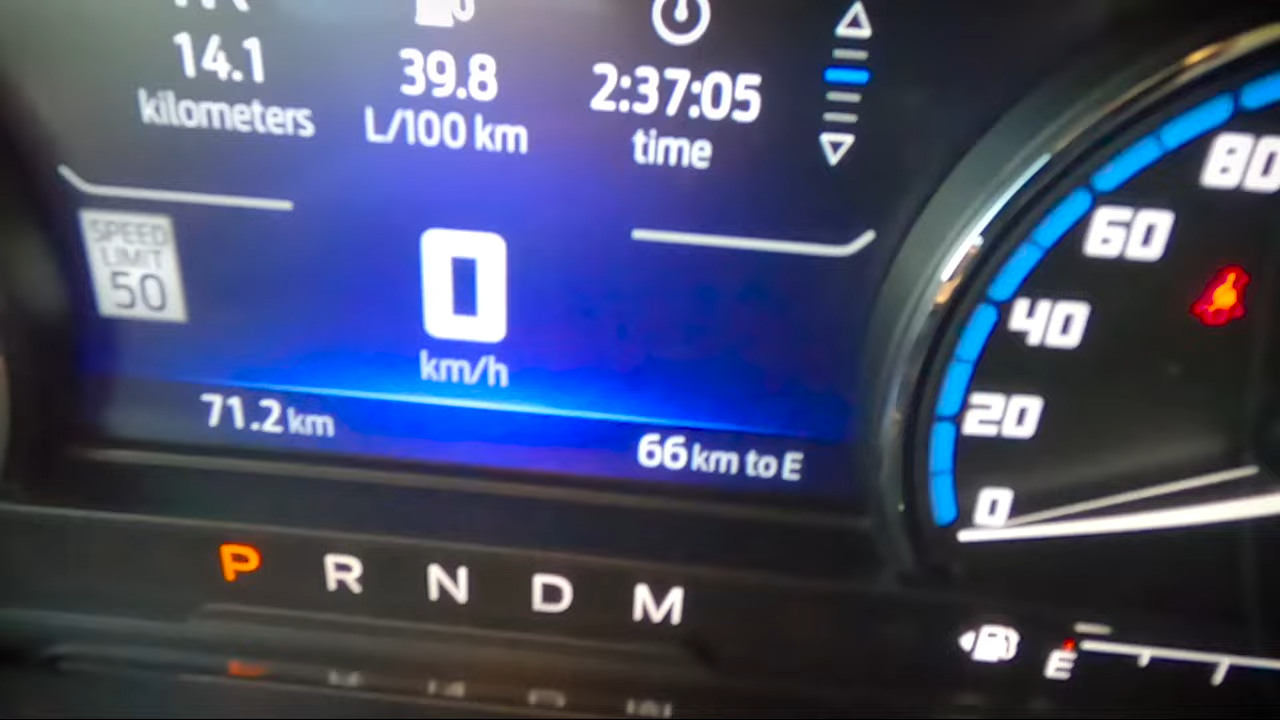 14.1
kilometers
39.8
L/100 km
2:37:05
time
SPEED
LIMIT
50
0
km/h
71.2 km
66 km to E
P R N D M
80
60
40
20
0
E